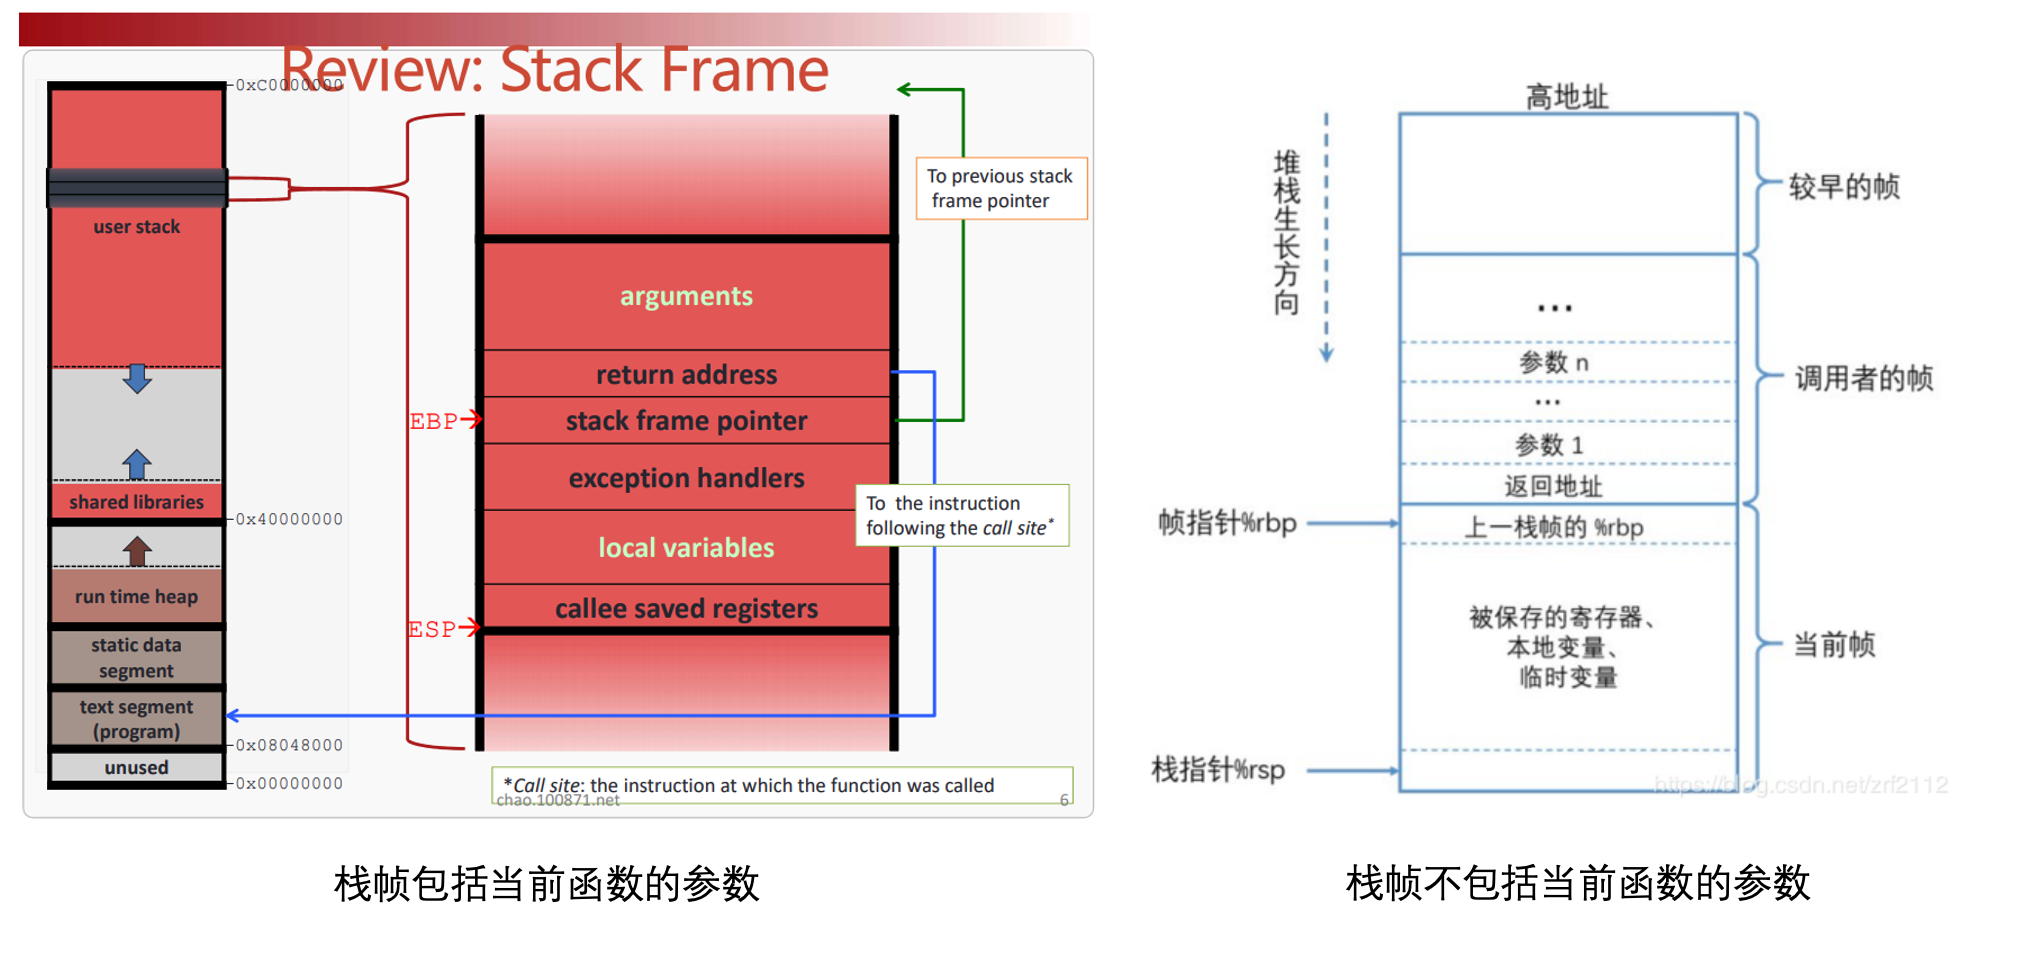 Review: Stack Frame
0xC0000000
user stack
shared libraries
0x40000000
run time heap
static data
segment
text segment
(program)
0x08048000
unused
0x00000000
arguments
return address
EBP
stack frame pointer
exception handlers
local variables
callee saved registers
ESP
To previous stack
frame pointer
To the instruction
following the call site*
*Call site: the instruction at which the function was called
chao.100871.net
6
栈帧包括当前函数的参数
高地址
堆栈生长方向
较早的帧
...
参数 n
...
参数 1
返回地址
调用者的帧
帧指针%rbp
上一栈帧的 %rbp
被保存的寄存器、
本地变量、
临时变量
当前帧
栈指针%rsp
https://blog.csdn.net/zrf2112
栈帧不包括当前函数的参数